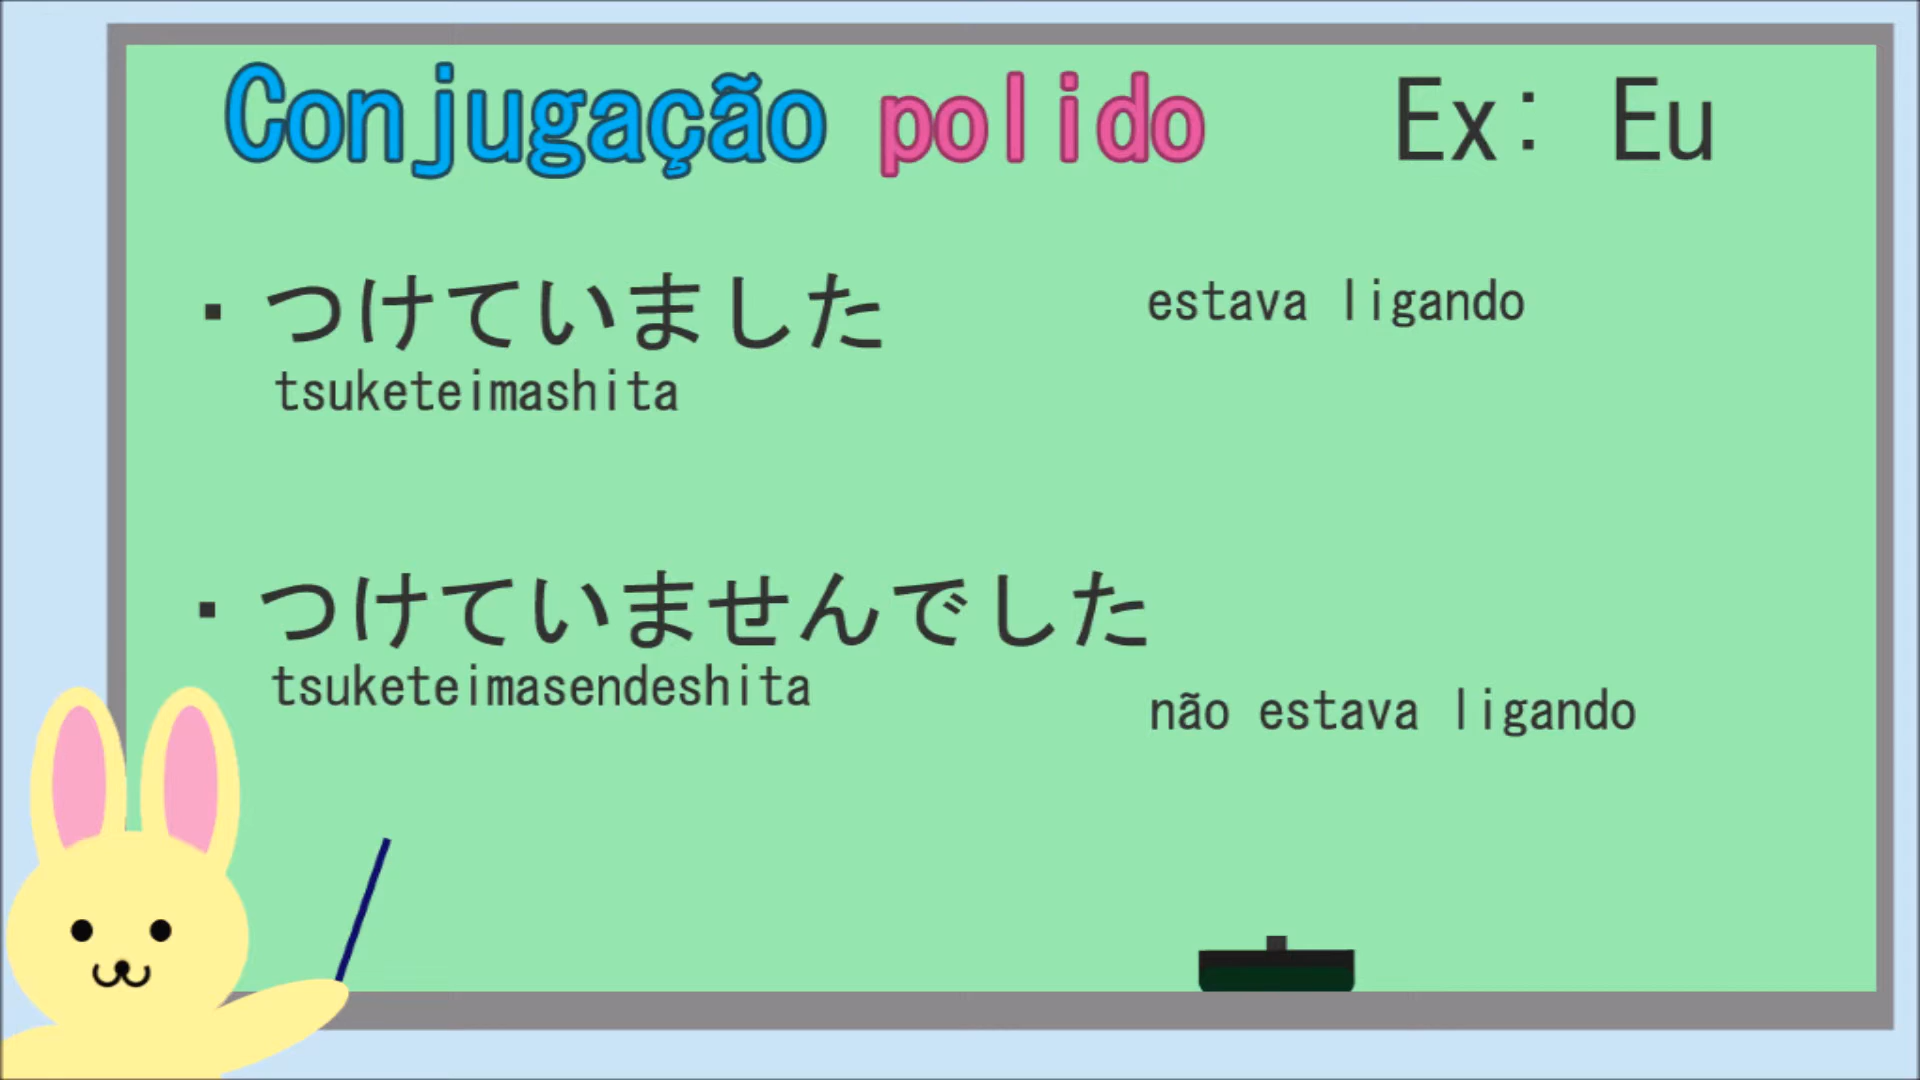 Conjugação polido Ex: Eu
・つけていました estava ligando
tsuketeimashita
・つけていませんでした
tsuketeimasendeshita
não estava ligando